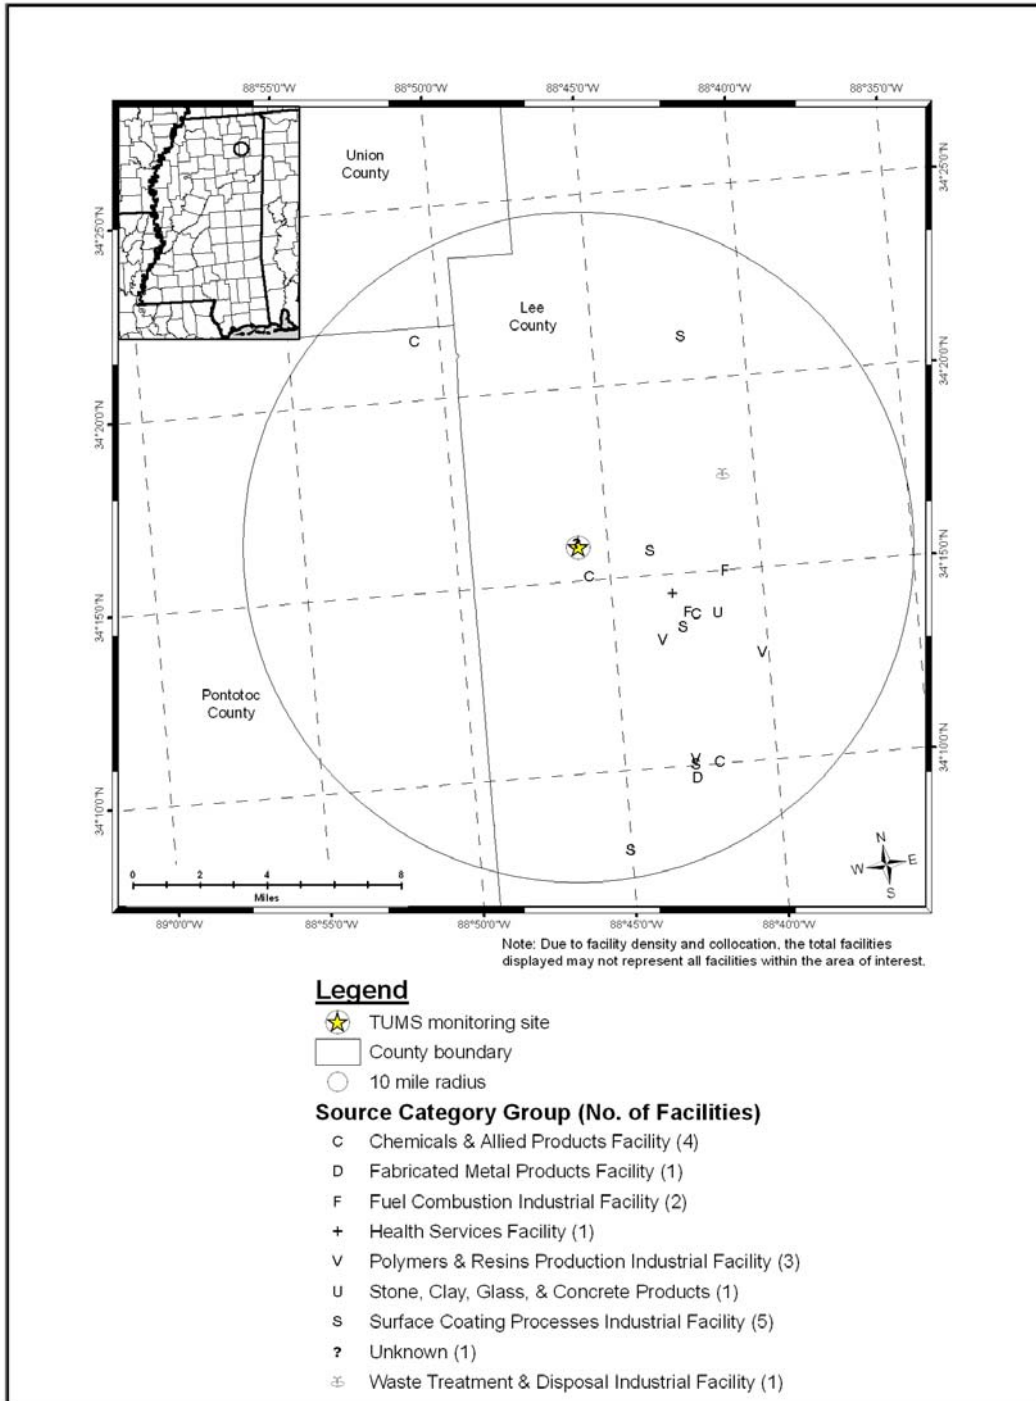 88°55'0"W 88°50'0"W 88°45'0"W 88°40'0"W 88°35'0"W
Union
County
34°25'0"N
34°25'0"N
Lee
County
S
C
34°20'0"N
34°20'0"N
?
S
34°15'0"N
C
F
+
F C U
34°15'0"N
S
V
V
Pontotoc
County
34°10'0"N
V
S C
D
34°10'0"N
S
N
W E
S
0 2 4 6 8
Miles
89°0'0"W 88°55'0"W 88°50'0"W 88°45'0"W 88°40'0"W
Note: Due to facility density and collocation, the total facilities
displayed may not represent all facilities within the area of interest.
Legend
TUMS monitoring site
County boundary
10 mile radius
Source Category Group (No. of Facilities)
C Chemicals & Allied Products Facility (4)
D Fabricated Metal Products Facility (1)
F Fuel Combustion Industrial Facility (2)
+ Health Services Facility (1)
V Polymers & Resins Production Industrial Facility (3)
U Stone, Clay, Glass, & Concrete Products (1)
S Surface Coating Processes Industrial Facility (5)
? Unknown (1)
Waste Treatment & Disposal Industrial Facility (1)